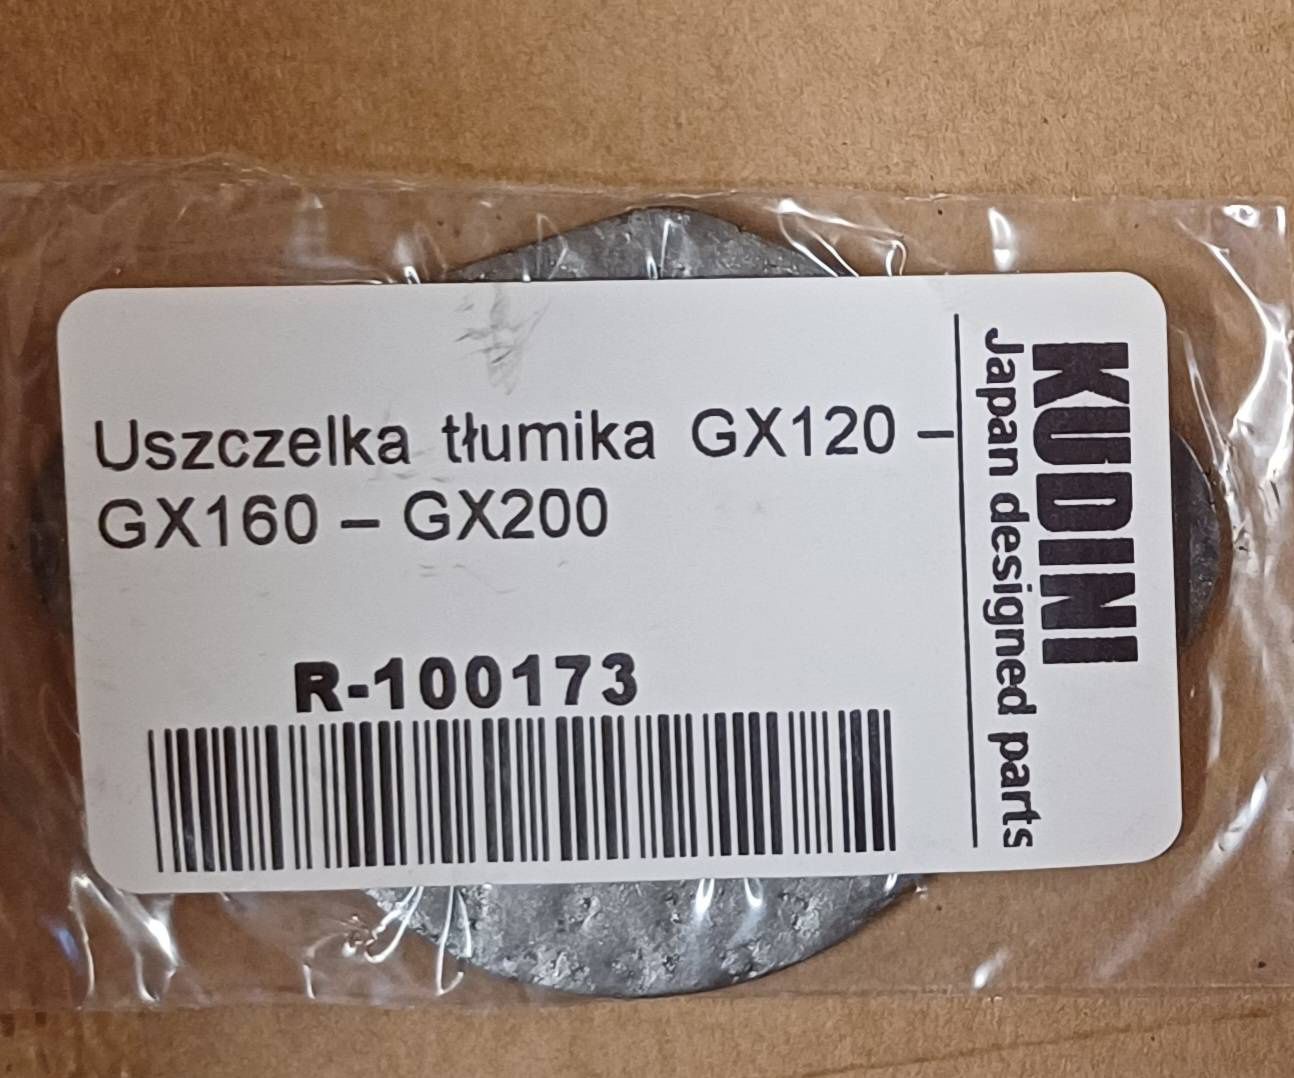 Uszczelka tłumika GX120 –
GX160 – GX200
R-100173
KUDINI
Japan designed parts